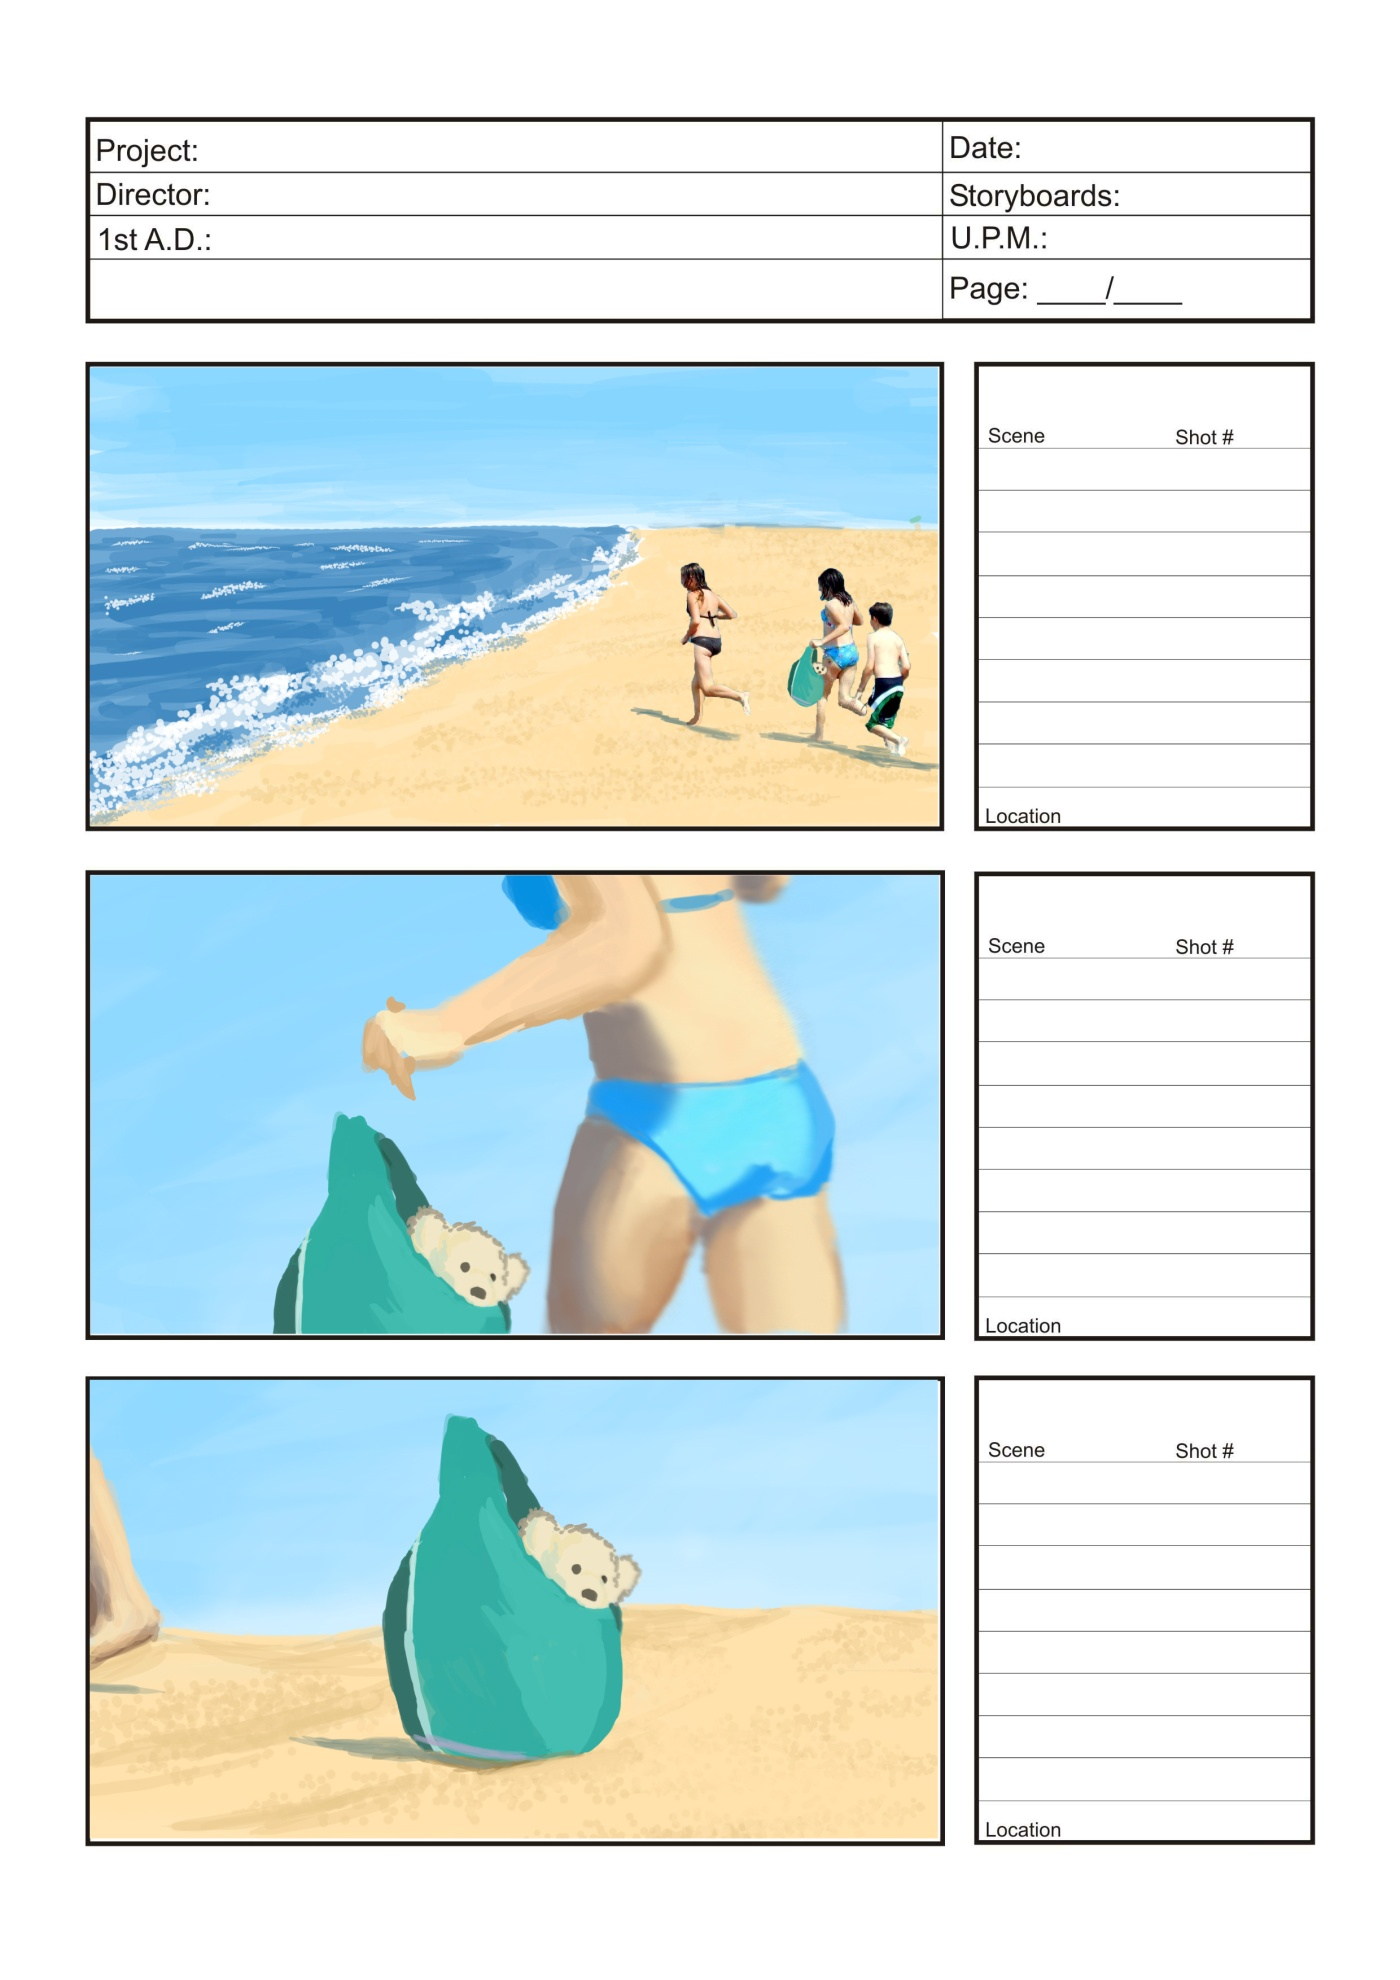 Project:
Date:
Director:
Storyboards:
1st A.D.:
U.P.M.:
Page: ____/____
Scene Shot #
Location
Scene Shot #
Location
Scene Shot #
Location